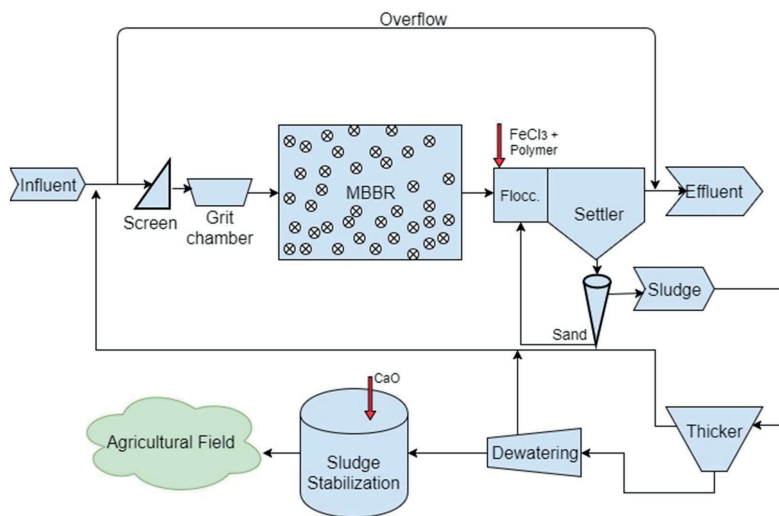 Overflow
Influent
Screen
Grit
chamber
MBBR
FeCl3 +
Polymer
Flocc.
Settler
Effluent
Sludge
Sand
Thicker
Dewatering
CaO
Sludge
Stabilization
Agricultural Field